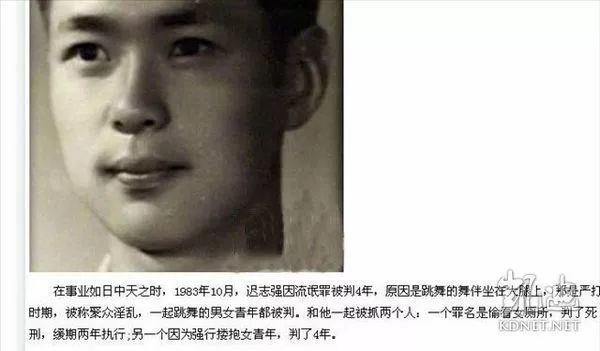 在事业如日中天之时，1983年10月，迟志强因流氓罪被判4年，原因是跳舞的舞伴坐在大腿上，那是严打
时期，被称聚众淫乱，一起跳舞的男女青年都被判。和他一起被抓两个人：一个罪名是偷看女厕所，判了死
刑，缓期两年执行;另一个因为强行搂抱女青年，判了4年。
凯迪
KDNET.NET